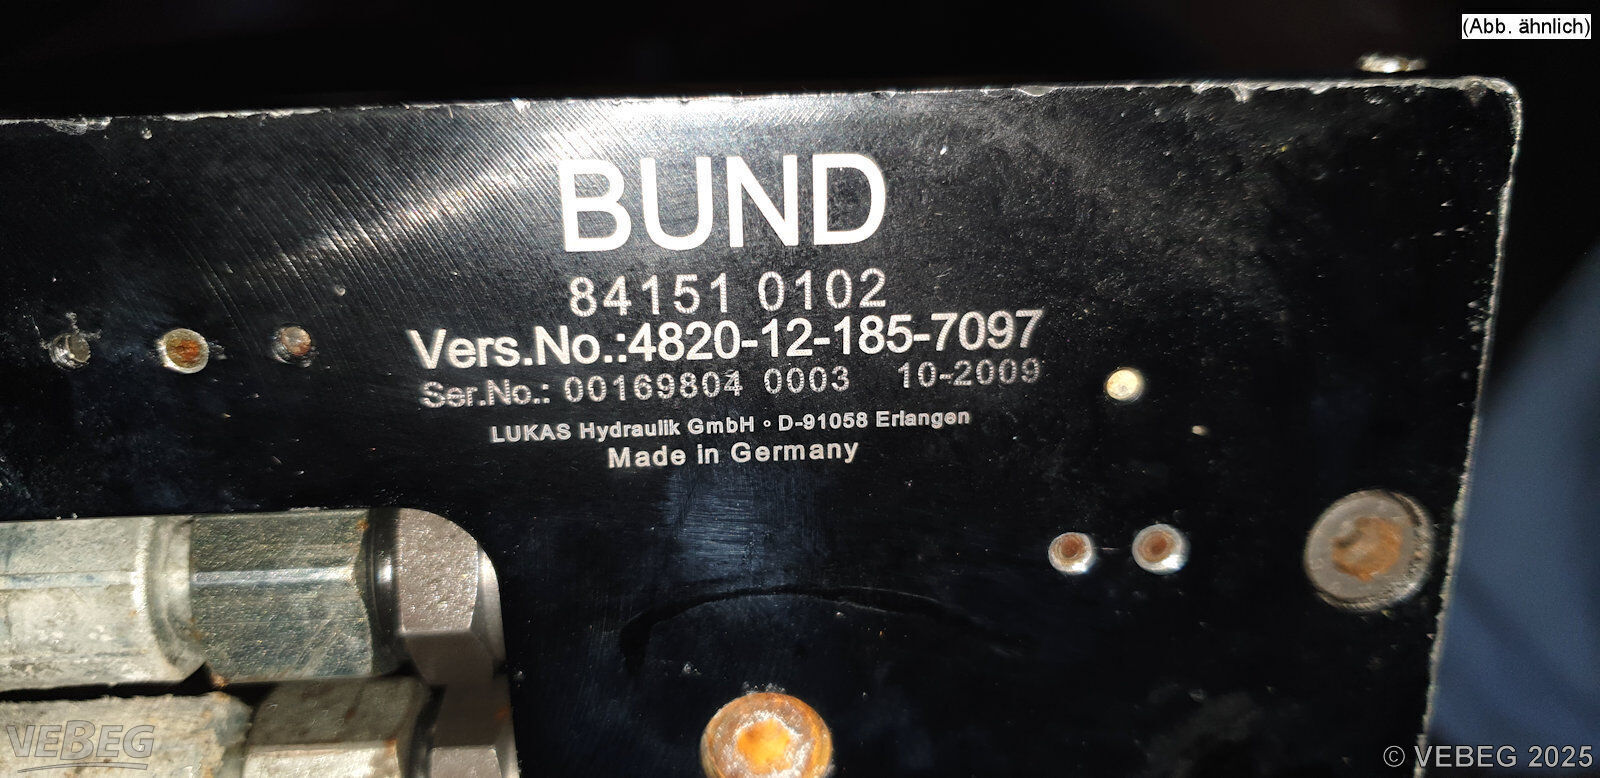 (Abb. ähnlich)
BUND
84151 0102
Vers.No.:4820-12-185-7097
Ser.No.: 00169804 0003 10-2009
LUKAS Hydraulik GmbH ∘ D-91058 Erlangen
Made in Germany
VEBEG
© VEBEG 2025